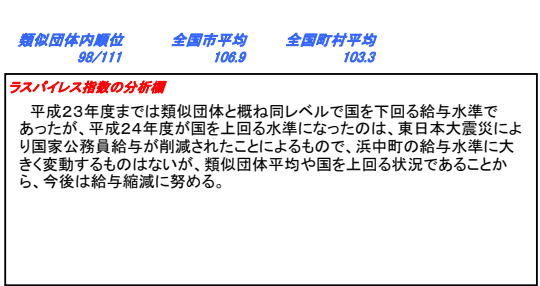 類似団体内順位 全国市平均 全国町村平均
98/111 106.9 103.3
ラスパイレス指数の分析欄
平成23年度までは類似団体と概ね同レベルで国を下回る給与水準で
あったが、平成24年度が国を上回る水準になったのは、東日本大震災によ
り国家公務員給与が削減されたことによるもので、浜中町の給与水準に大
きく変動するものはないが、類似団体平均や国を上回る状況であることか
ら、今後は給与縮減に努める。